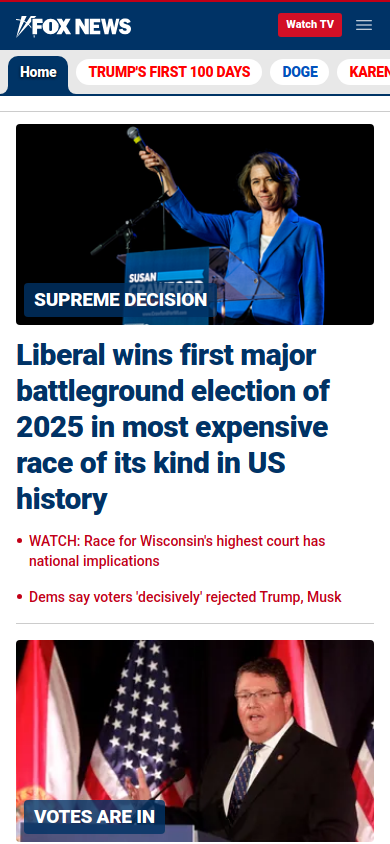 FOX NEWS
Watch TV
Home
TRUMP'S FIRST 100 DAYS
DOGE
KAREN
SUSAN
CRAWFORD
SUPREME DECISION
Liberal wins first major
battleground election of
2025 in most expensive
race of its kind in US
history
• WATCH: Race for Wisconsin's highest court has
national implications
• Dems say voters 'decisively' rejected Trump, Musk
VOTES ARE IN